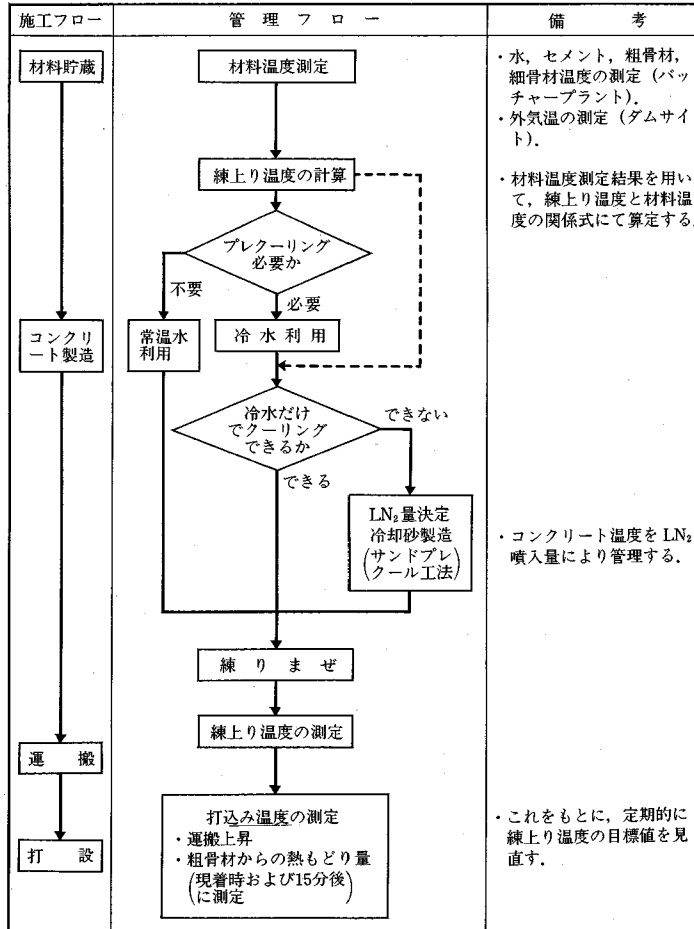 施工フロー
管理フロー
備考
材料貯蔵
材料温度測定
・水，セメント，粗骨材，
細骨材温度の測定（バッ
チャープラント）．
・外気温の測定（ダムサイ
ト）．
練上り温度の計算
・材料温度測定結果を用い
て，練上り温度と材料温
度の関係式にて算定する．
プレクーリング
必要か
不要
必要
コンクリ
ート製造
常温水
利用
冷水利用
冷水だけ
でクーリング
できるか
できない
できる
LN₂量決定
冷却砂製造
(サンドプレ
クール工法)
・コンクリート温度をLN₂
噴入量により管理する．
練りまぜ
練上り温度の測定
運搬
打込み温度の測定
・運搬上昇
・粗骨材からの熱もどり量
(現着時および15分後
に測定)
・これをもとに，定期的に
練上り温度の目標値を見
直す．
打設